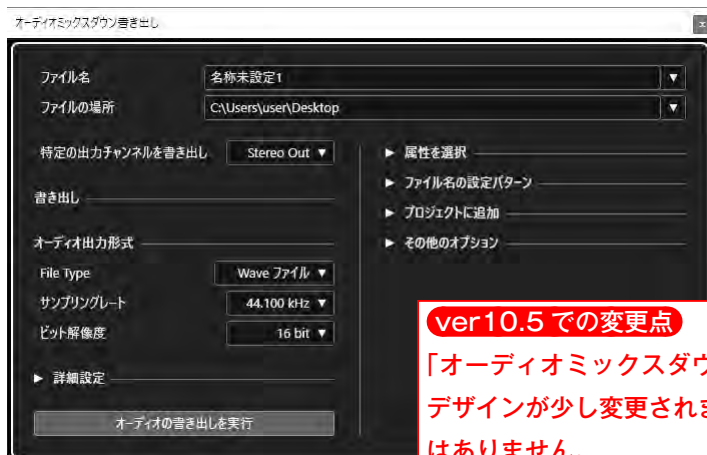 オーディオミックスダウン書き出し
ファイル名 名称未設定1
ファイルの場所 C:\Users\user\Desktop
特定の出力チャンネルを書き出し Stereo Out ▼
書き出し
オーディオ出力形式
File Type Wave ファイル ▼
サンプリングレート 44.100 kHz ▼
ビット解像度 16 bit ▼
▶ 詳細設定
オーディオの書き出しを実行
▶ 属性を選択
▶ ファイル名の設定パターン
▶ プロジェクトに追加
▶ その他のオプション
ver10.5での変更点
「オーディオミックスダウ
デザインが少し変更されま
はありません